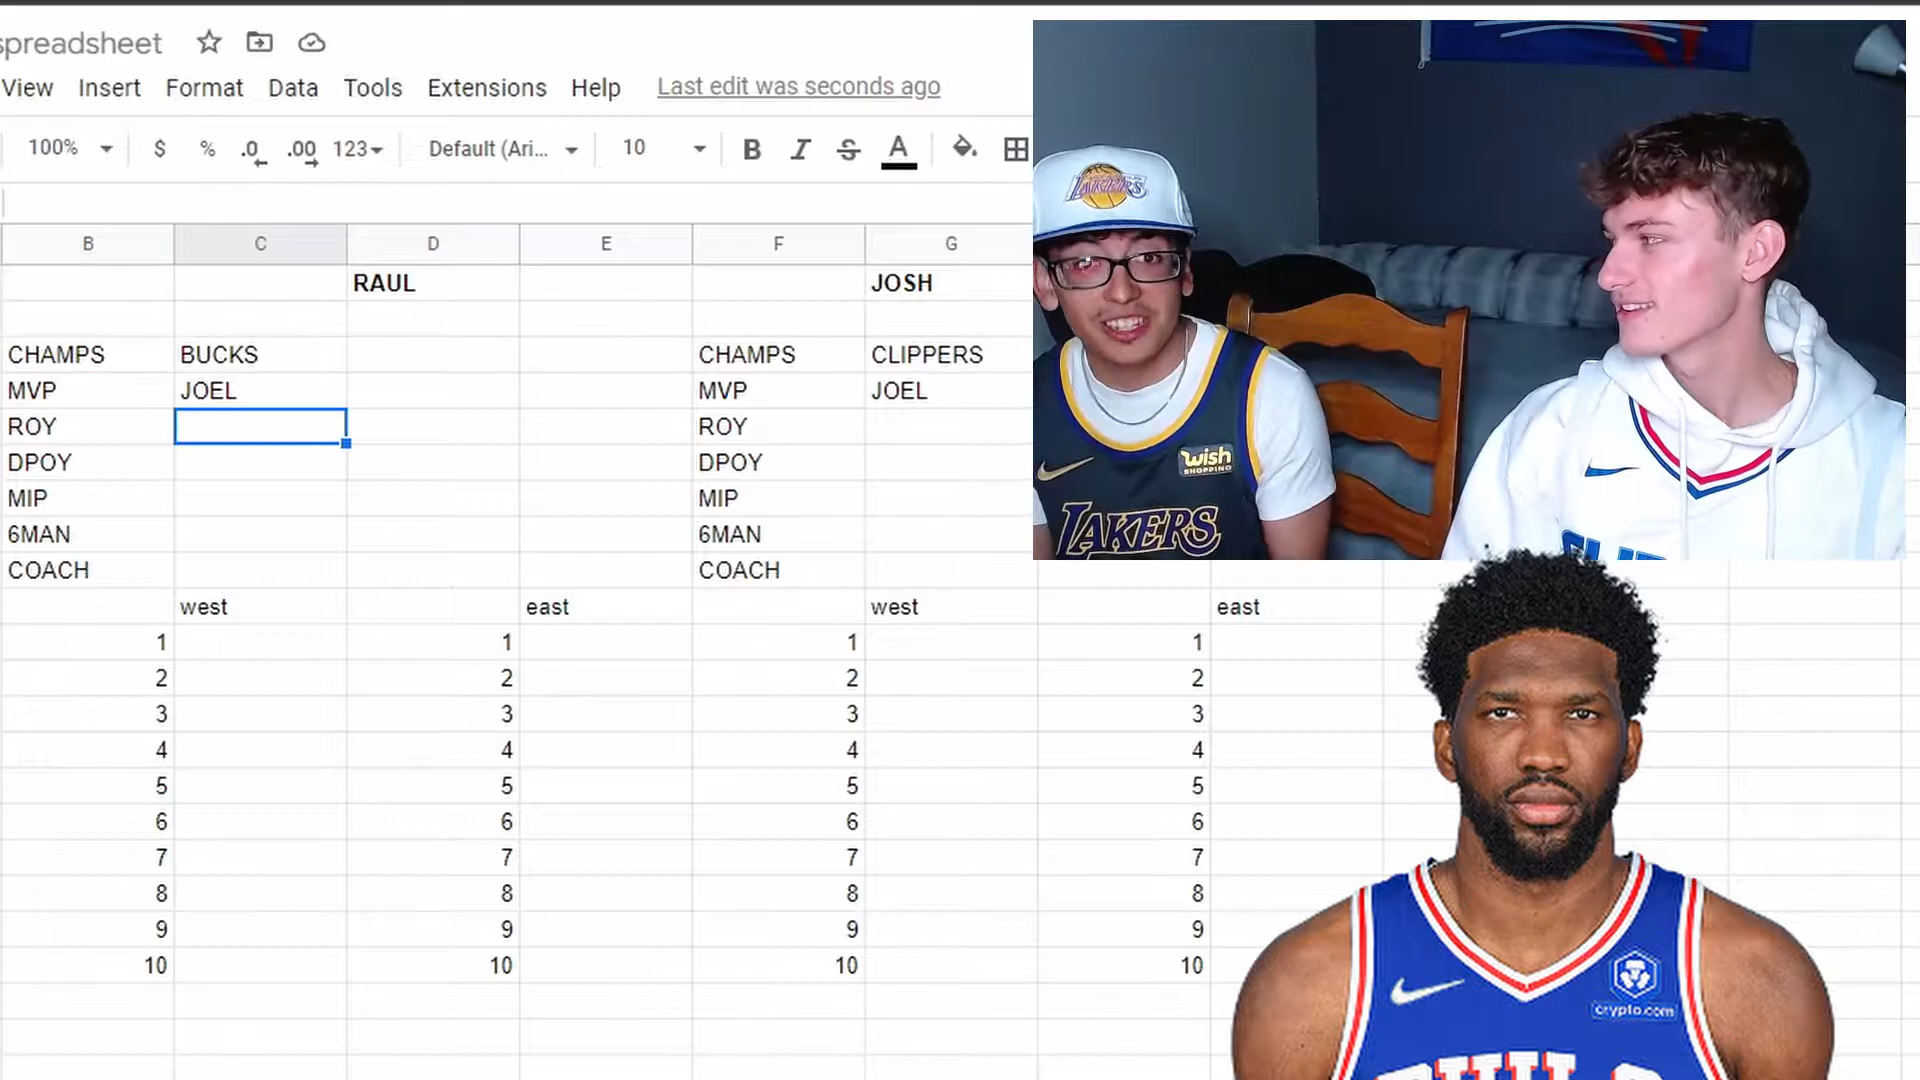 spreadsheet
View Insert Format Data Tools Extensions Help Last edit was seconds ago
100% $ % .0 .00 123 Default (Ari... 10 B I S A
B C D E F G
RAUL JOSH
CHAMPS BUCKS CHAMPS CLIPPERS
MVP JOEL MVP JOEL
ROY ROY
DPOY DPOY
MIP MIP
6MAN 6MAN
COACH COACH
west east west east
1 1 1 1
2 2 2 2
3 3 3 3
4 4 4 4
5 5 5 5
6 6 6 6
7 7 7 7
8 8 8 8
9 9 9 9
10 10 10 10
LAKERS
wish
SHOPPING
LAKERS
crypto.com